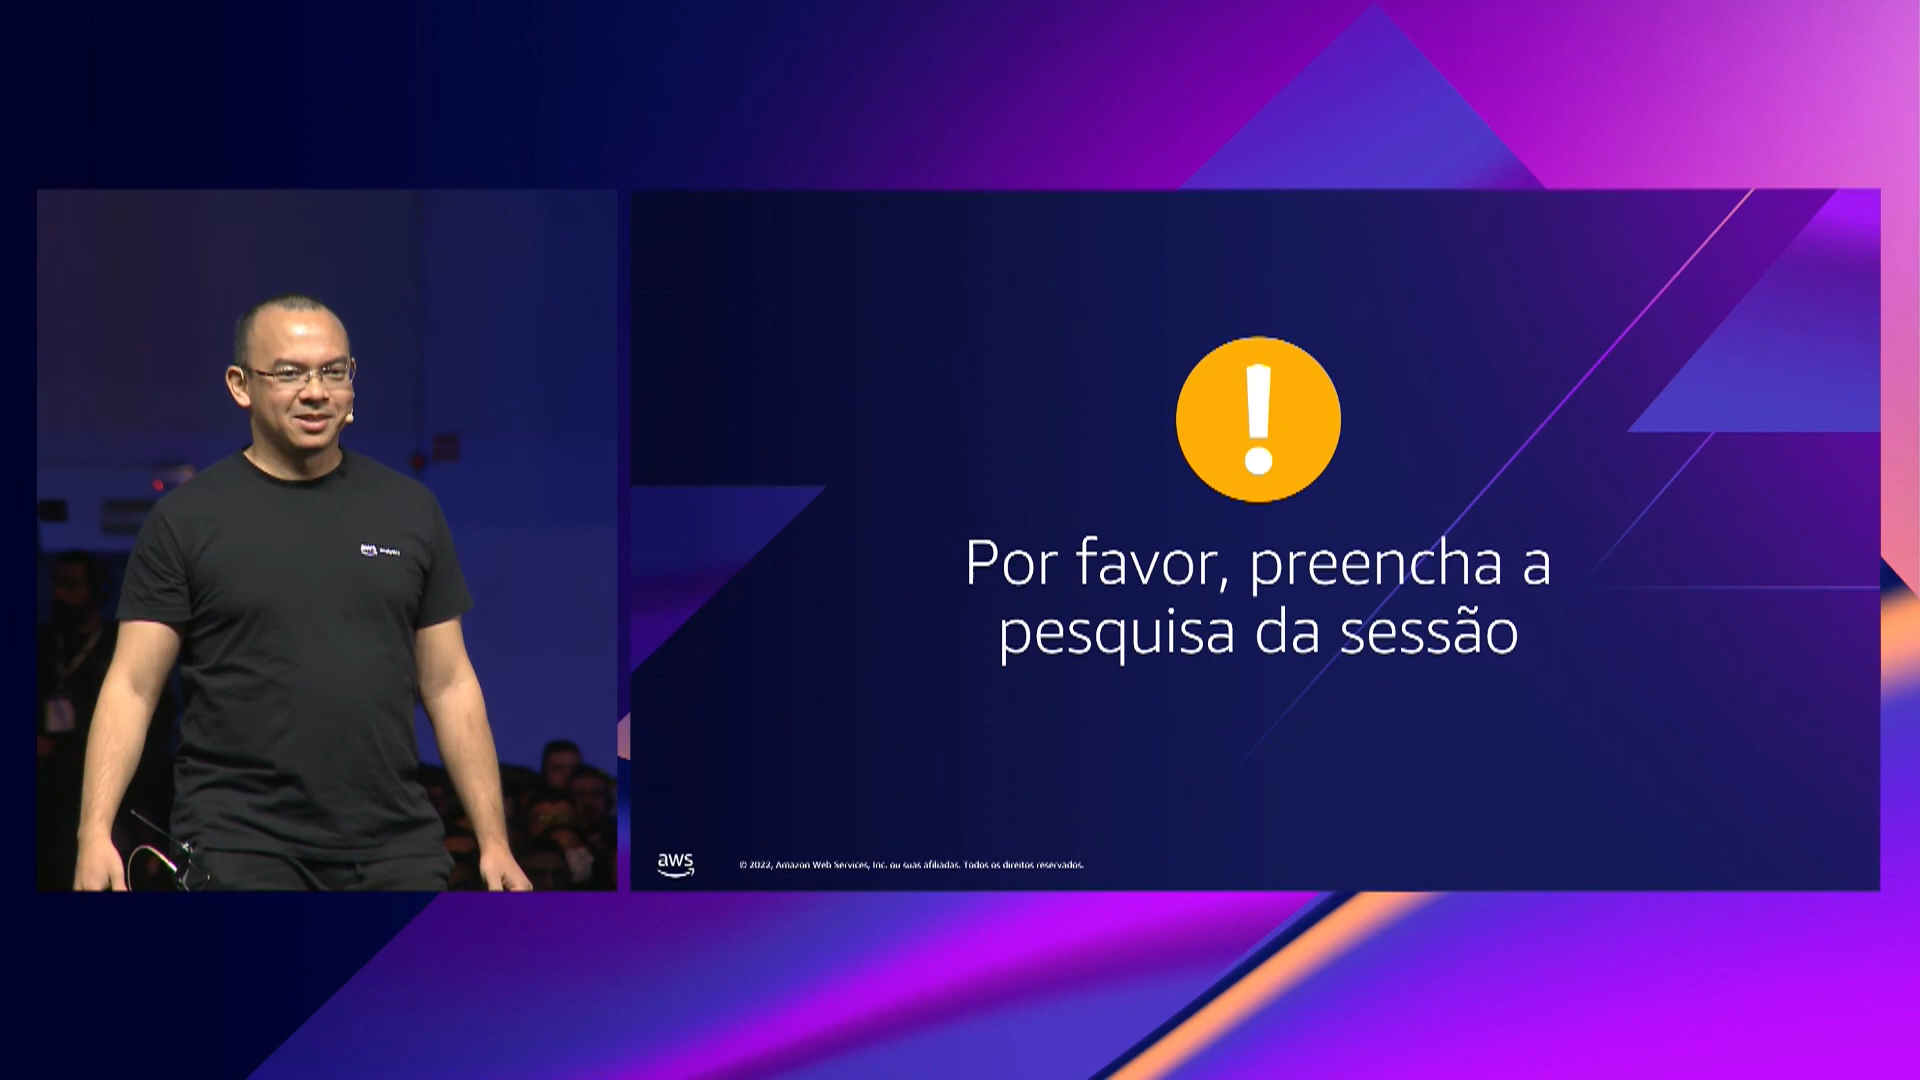 aws
Por favor, preencha a
pesquisa da sessão
aws
© 2022, Amazon Web Services, Inc. ou suas afiliadas. Todos os direitos reservados.